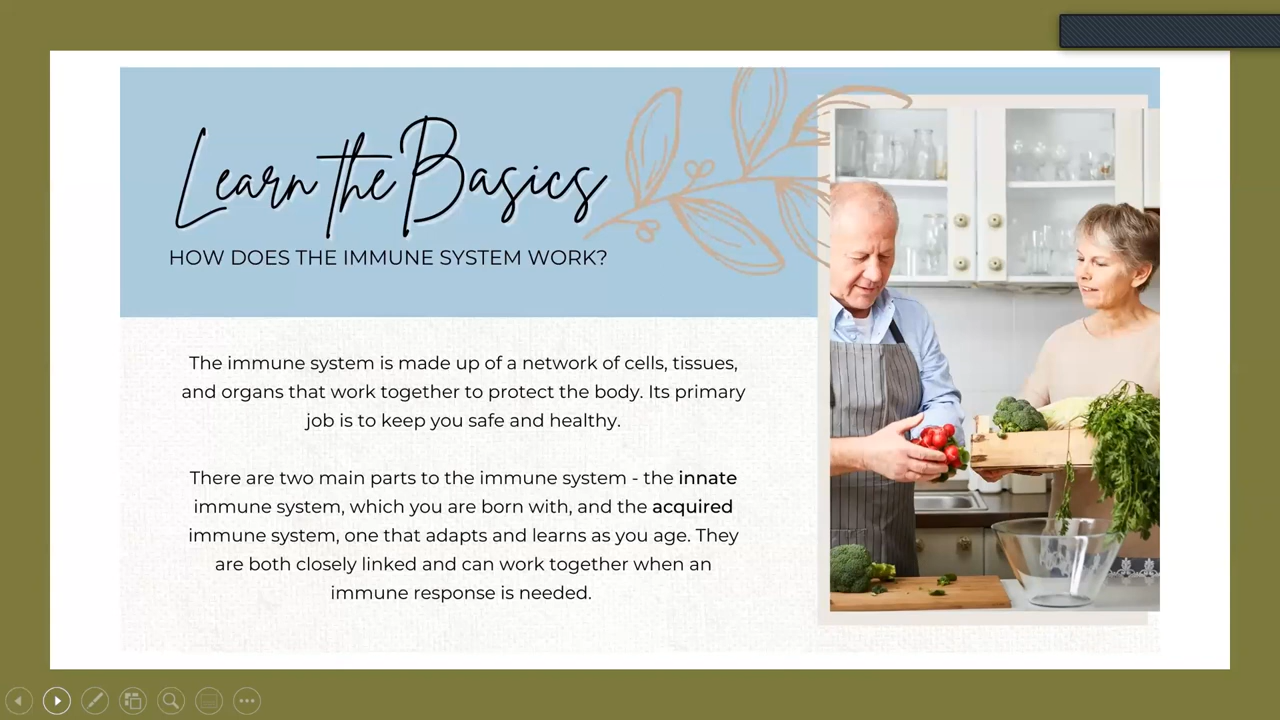 Learn the Basics
HOW DOES THE IMMUNE SYSTEM WORK?
The immune system is made up of a network of cells, tissues,
and organs that work together to protect the body. Its primary
job is to keep you safe and healthy.
There are two main parts to the immune system - the innate
immune system, which you are born with, and the acquired
immune system, one that adapts and learns as you age. They
are both closely linked and can work together when an
immune response is needed.